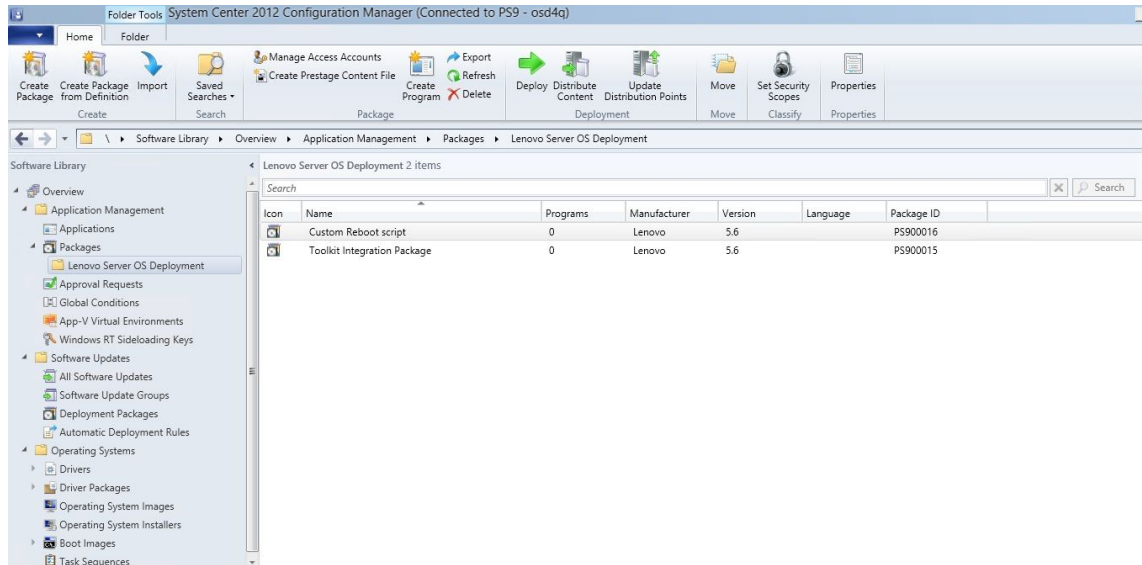 Folder Tools System Center 2012 Configuration Manager (Connected to PS9 - osd4q)
Home Folder
Create Package
Create Package from Definition
Import
Saved Searches
Manage Access Accounts
Create Prestage Content File
Create Program
Export
Refresh
Delete
Deploy
Distribute Content
Update Distribution Points
Move
Set Security Scopes
Properties
Create Search Package Deployment Move Classify Properties
\ Software Library Overview Application Management Packages Lenovo Server OS Deployment
Software Library
Overview
Application Management
Applications
Packages
Lenovo Server OS Deployment
Approval Requests
Global Conditions
App-V Virtual Environments
Windows RT Sideloading Keys
Software Updates
All Software Updates
Software Update Groups
Deployment Packages
Automatic Deployment Rules
Operating Systems
Drivers
Driver Packages
Operating System Images
Operating System Installers
Boot Images
Task Sequences
Lenovo Server OS Deployment 2 items
Search Search
Icon Name Programs Manufacturer Version Language Package ID
Custom Reboot script 0 Lenovo 5.6 PS900016
Toolkit Integration Package 0 Lenovo 5.6 PS900015